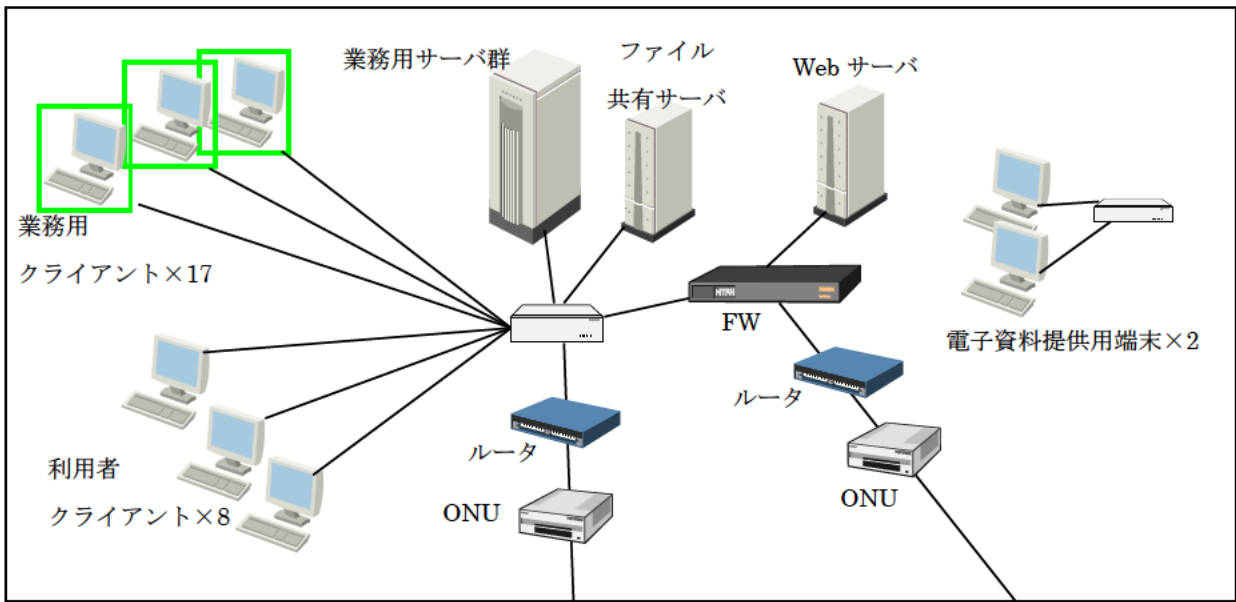 業務用サーバ群
ファイル
共有サーバ
Web サーバ
業務用
クライアント×17
FW
電子資料提供用端末×2
ルータ
ルータ
利用者
クライアント×8
ONU
ONU